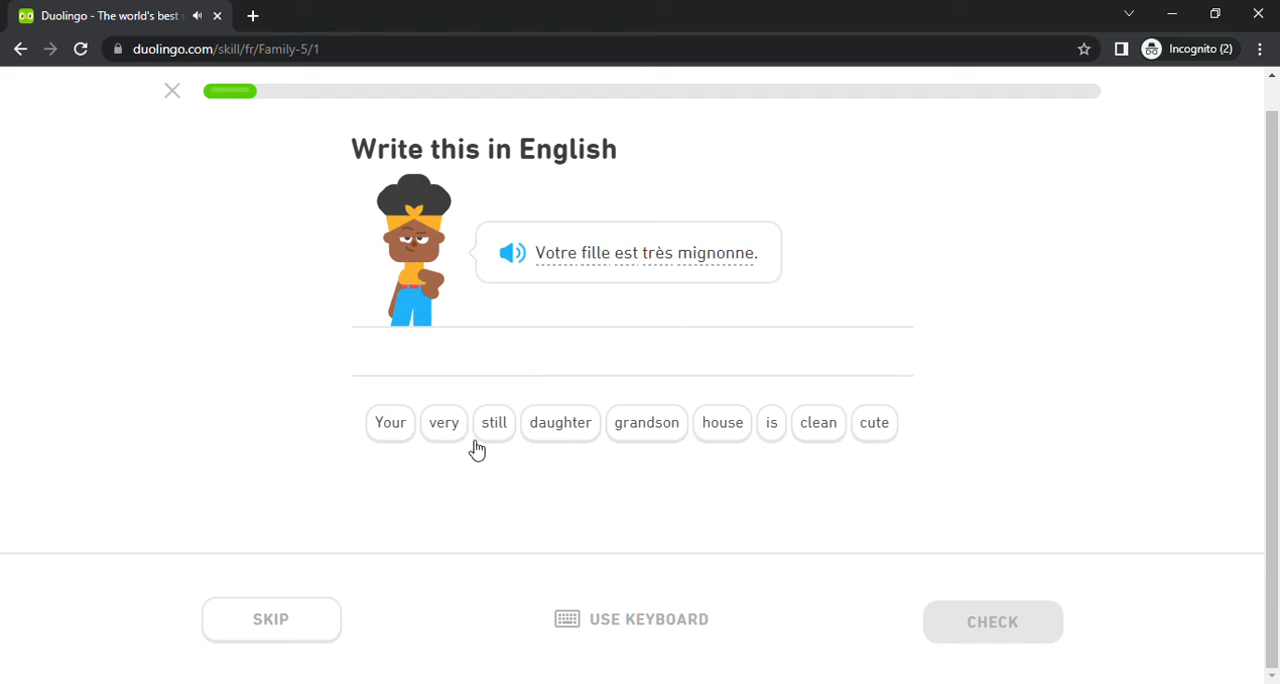 Duolingo - The world's best
duolingo.com/skill/fr/Family-5/1
Incognito (2)
Write this in English
Votre fille est très mignonne.
Your very still daughter grandson house is clean cute
SKIP
USE KEYBOARD
CHECK